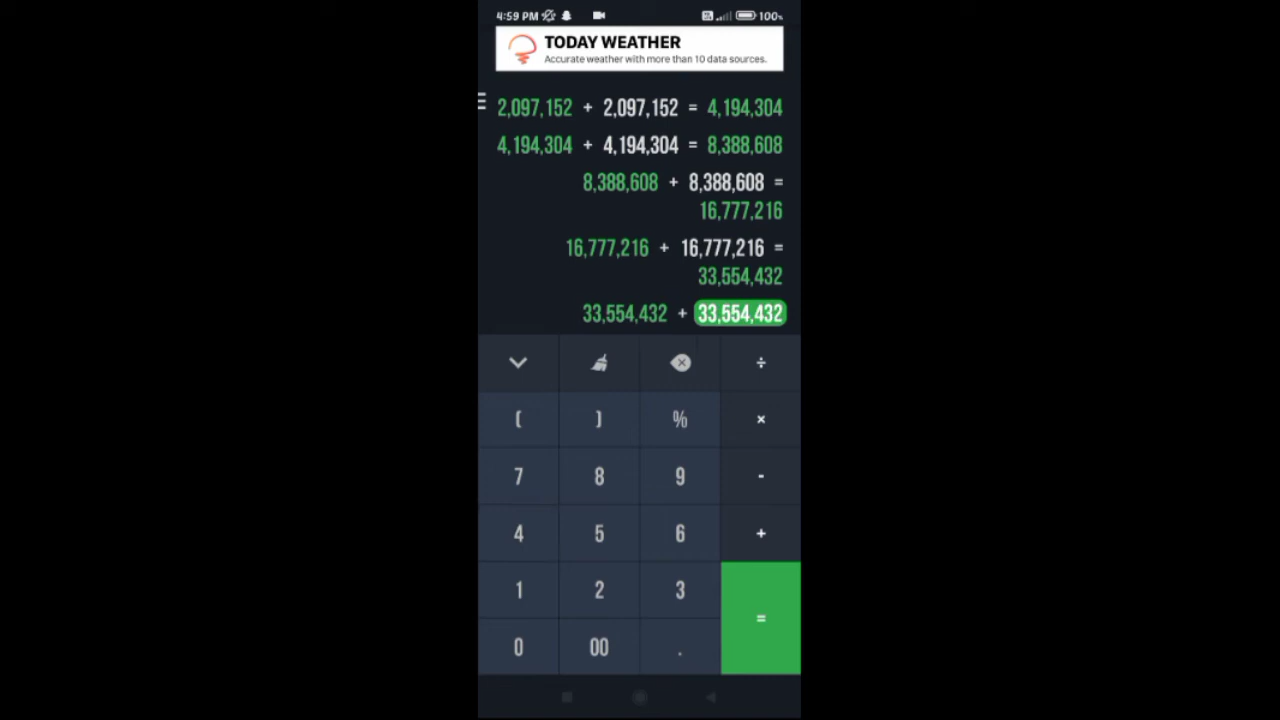 4:59 PM 100%
TODAY WEATHER
Accurate weather with more than 10 data sources.
2,097,152 + 2,097,152 = 4,194,304
4,194,304 + 4,194,304 = 8,388,608
8,388,608 + 8,388,608 =
16,777,216
16,777,216 + 16,777,216 =
33,554,432
33,554,432 + 33,554,432
÷
( ) % ×
7 8 9 -
4 5 6 +
1 2 3
=
0 00 .